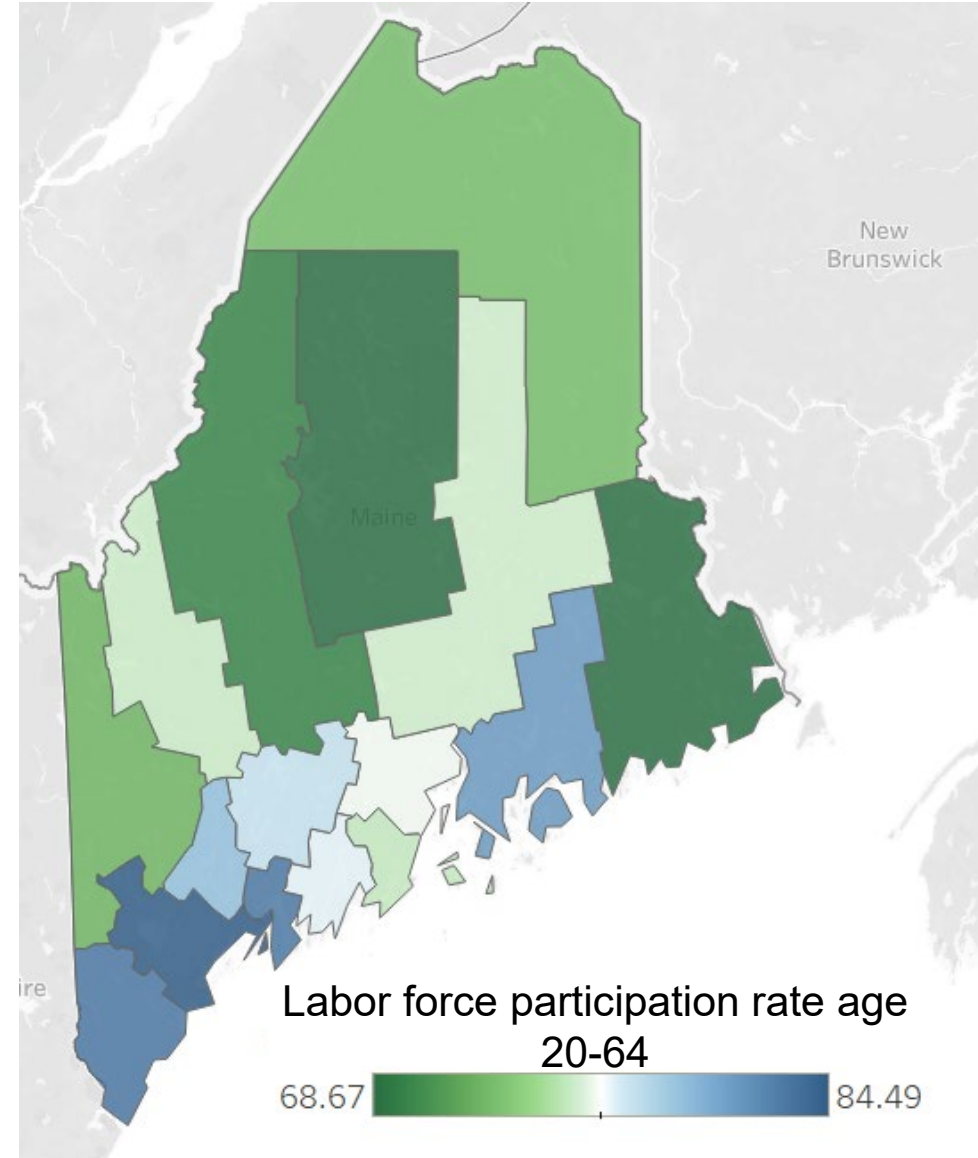 New
Brunswick
Maine
ire
Labor force participation rate age
20-64
68.67
84.49